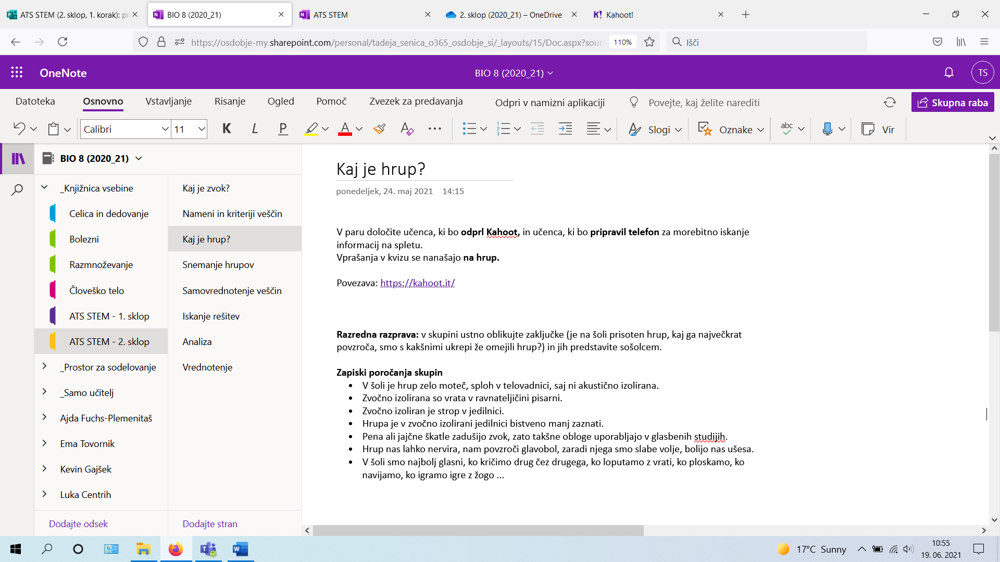 ATS STEM (2. sklop, 1. korak): pr
BIO 8 (2020_21)
ATS STEM
2. sklop (2020_21) – OneDrive
Kahoot!
https://osdobje-my.sharepoint.com/personal/tadeja_senica_o365_osdobje_si/_layouts/15/Doc.aspx?sour
110%
Išči
OneNote
BIO 8 (2020_21)
TS
Datoteka
Osnovno
Vstavljanje
Risanje
Ogled
Pomoč
Zvezek za predavanja
Odpri v namizni aplikaciji
Povejte, kaj želite narediti
Skupna raba
Calibri
11
K
L
P
Slogi
Oznake
abc
Vir
BIO 8 (2020_21)
_Knjižnica vsebine
Celica in dedovanje
Bolezni
Razmnoževanje
Človeško telo
ATS STEM - 1. sklop
ATS STEM - 2. sklop
_Prostor za sodelovanje
_Samo učitelj
Ajda Fuchs-Plemenitaš
Ema Tovornik
Kevin Gajšek
Luka Centrih
Dodajte odsek
Kaj je zvok?
Nameni in kriteriji veščin
Kaj je hrup?
Snemanje hrupov
Samovrednotenje veščin
Iskanje rešitev
Analiza
Vrednotenje
Dodajte stran
Kaj je hrup?
ponedeljek, 24. maj 2021 14:15
V paru določite učenca, ki bo odprl Kahoot, in učenca, ki bo pripravil telefon za morebitno iskanje
informacij na spletu.
Vprašanja v kvizu se nanašajo na hrup.
Povezava: https://kahoot.it/
Razredna razprava: v skupini ustno oblikujte zaključke (je na šoli prisoten hrup, kaj ga največkrat
povzroča, smo s kakšnimi ukrepi že omejili hrup?) in jih predstavite sošolcem.
Zapiski poročanja skupin
• V šoli je hrup zelo moteč, sploh v telovadnici, saj ni akustično izolirana.
• Zvočno izolirana so vrata v ravnateljičini pisarni.
• Zvočno izoliran je strop v jedilnici.
• Hrupa je v zvočno izolirani jedilnici bistveno manj zaznati.
• Pena ali jajčne škatle zadušijo zvok, zato takšne obloge uporabljajo v glasbenih studijih.
• Hrup nas lahko nervira, nam povzroči glavobol, zaradi njega smo slabe volje, bolijo nas ušesa.
• V šoli smo najbolj glasni, ko kričimo drug čez drugega, ko loputamo z vrati, ko ploskamo, ko
navijamo, ko igramo igre z žogo ...
17°C Sunny
10:55
19. 06. 2021